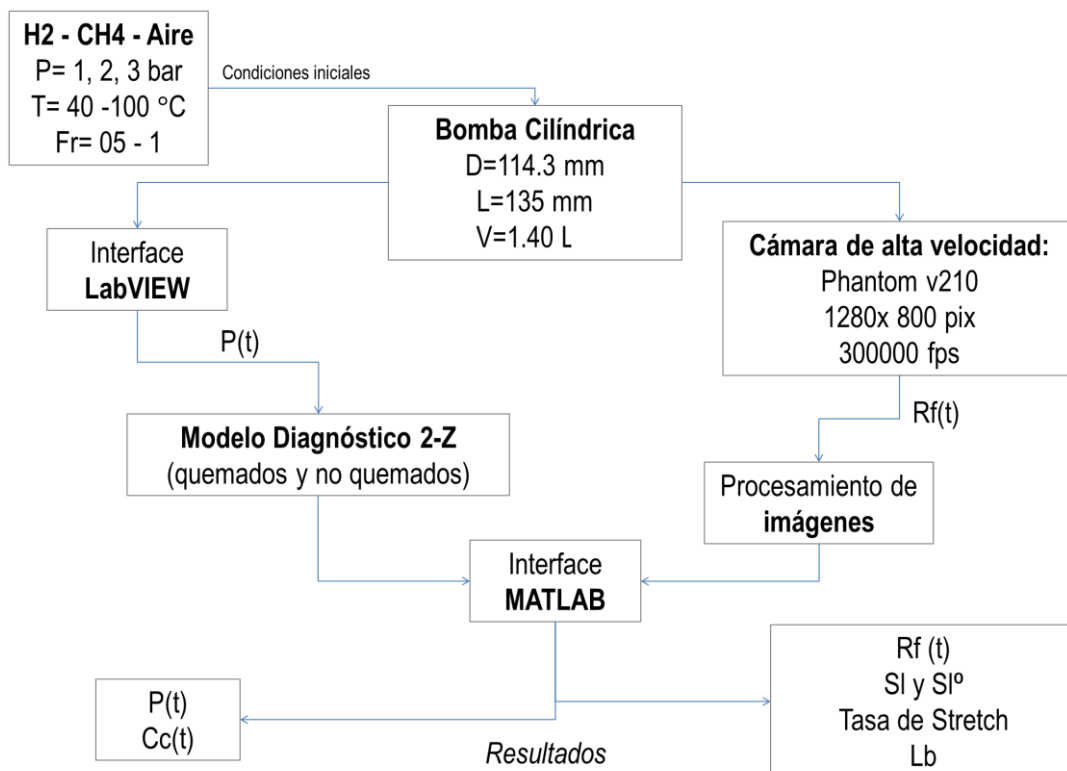 H2 - CH4 - Aire
P= 1, 2, 3 bar
T= 40 -100 °C
Fr= 05 - 1
Condiciones iniciales
Bomba Cilíndrica
D=114.3 mm
L=135 mm
V=1.40 L
Interface
LabVIEW
Cámara de alta velocidad:
Phantom v210
1280x 800 pix
300000 fps
P(t)
Rf(t)
Modelo Diagnóstico 2-Z
(quemados y no quemados)
Procesamiento de
imágenes
Interface
MATLAB
P(t)
Cc(t)
Resultados
Rf (t)
Sl y Slº
Tasa de Stretch
Lb